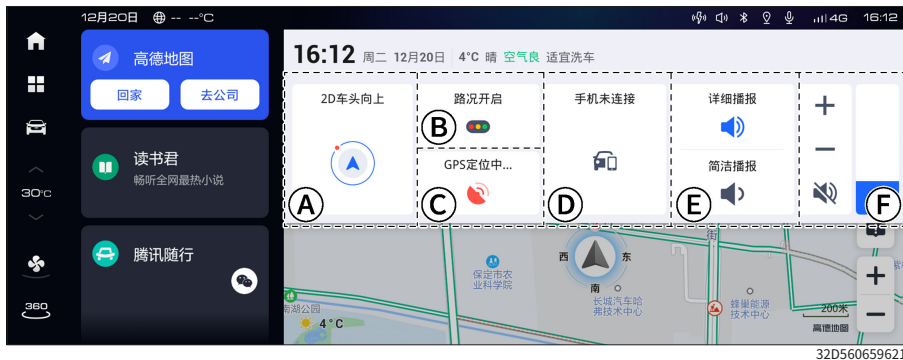 12月20日 -- --°C
4G 16:12
高德地图
回家 去公司
读书君
畅听全网最热小说
腾讯随行
30°C
360
16:12 周二 12月20日 4°C 晴 空气良 适宜洗车
2D车头向上
路况开启
GPS定位中...
手机未连接
详细播报
简洁播报
A
B
C
D
E
F
西 东
南
街
保定市农
业科学院
长城汽车哈
弗技术中心
蜂巢能源
技术中心
南湖公园
4°C
200米
高德地图
32D560659621